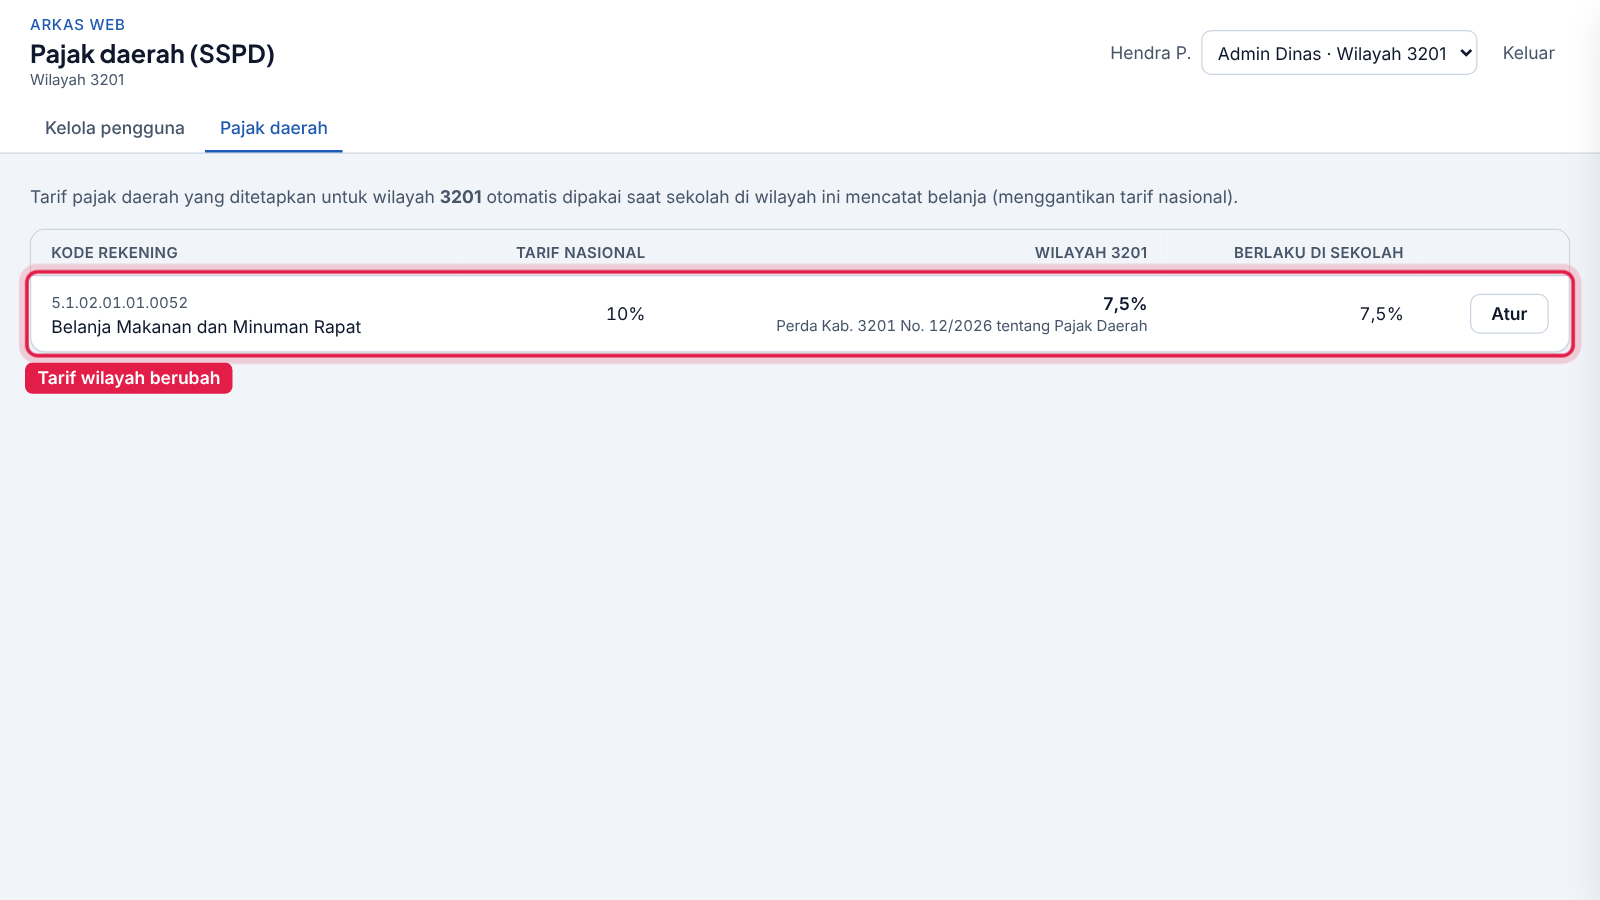 ARKAS WEB
Pajak daerah (SSPD)
Wilayah 3201
Hendra P.
Admin Dinas · Wilayah 3201
Keluar
Kelola pengguna
Pajak daerah
Tarif pajak daerah yang ditetapkan untuk wilayah 3201 otomatis dipakai saat sekolah di wilayah ini mencatat belanja (menggantikan tarif nasional).
KODE REKENING
TARIF NASIONAL
WILAYAH 3201
BERLAKU DI SEKOLAH
5.1.02.01.01.0052
Belanja Makanan dan Minuman Rapat
10%
7,5%
Perda Kab. 3201 No. 12/2026 tentang Pajak Daerah
7,5%
Atur
Tarif wilayah berubah